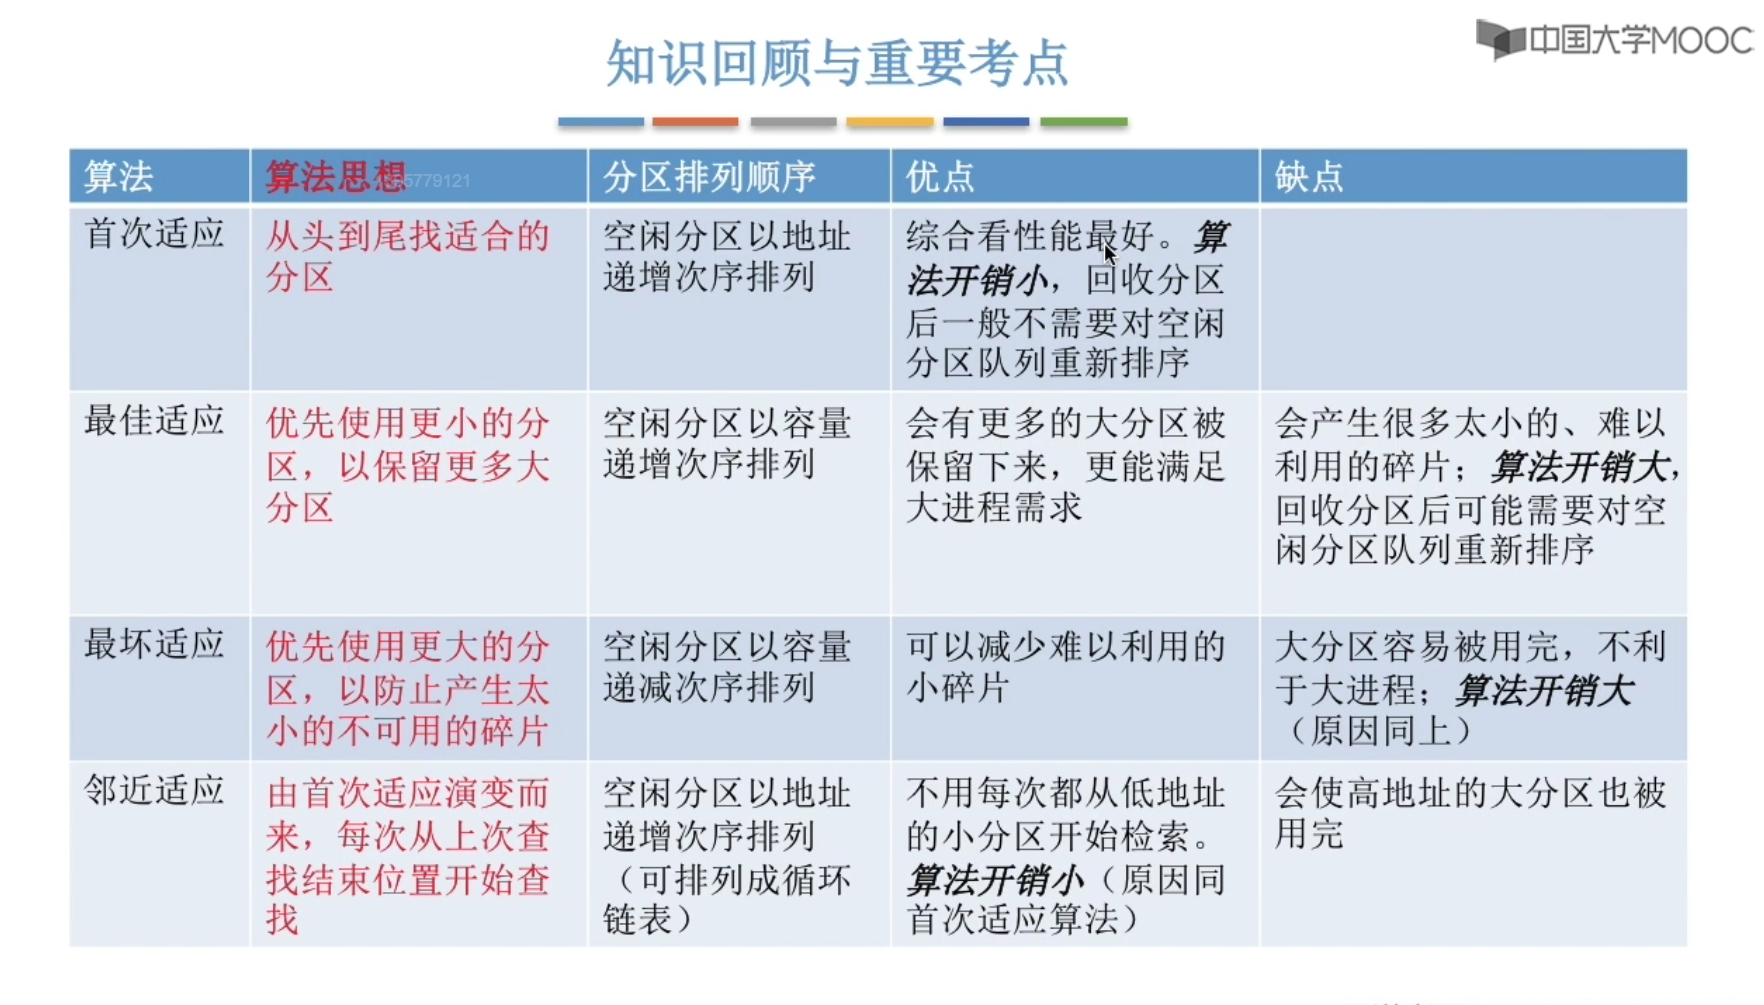 中国大学MOOC
知识回顾与重要考点
算法
算法思想
分区排列顺序
优点
缺点
首次适应
从头到尾找适合的
分区
空闲分区以地址
递增次序排列
综合看性能最好。算
法开销小，回收分区
后一般不需要对空闲
分区队列重新排序
最佳适应
优先使用更小的分
区，以保留更多大
分区
空闲分区以容量
递增次序排列
会有更多的大分区被
保留下来，更能满足
大进程需求
会产生很多太小的、难以
利用的碎片；算法开销大，
回收分区后可能需要对空
闲分区队列重新排序
最坏适应
优先使用更大的分
区，以防止产生太
小的不可用的碎片
空闲分区以容量
递减次序排列
可以减少难以利用的
小碎片
大分区容易被用完，不利
于大进程；算法开销大
（原因同上）
邻近适应
由首次适应演变而
来，每次从上次查
找结束位置开始查
找
空闲分区以地址
递增次序排列
（可排列成循环
链表）
不用每次都从低地址
的小分区开始检索。
算法开销小（原因同
首次适应算法）
会使高地址的大分区也被
用完